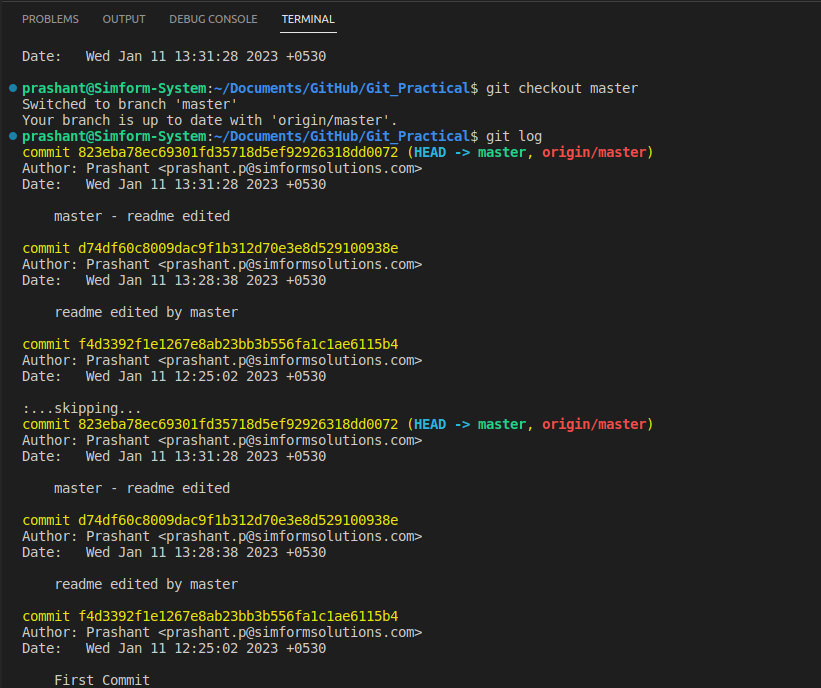 PROBLEMS OUTPUT DEBUG CONSOLE TERMINAL
Date:   Wed Jan 11 13:31:28 2023 +0530
prashant@Simform-System:~/Documents/GitHub/Git_Practical$ git checkout master
Switched to branch 'master'
Your branch is up to date with 'origin/master'.
prashant@Simform-System:~/Documents/GitHub/Git_Practical$ git log
commit 823eba78ec69301fd35718d5ef92926318dd0072 (HEAD -> master, origin/master)
Author: Prashant <prashant.p@simformsolutions.com>
Date:   Wed Jan 11 13:31:28 2023 +0530
    master - readme edited
commit d74df60c8009dac9f1b312d70e3e8d529100938e
Author: Prashant <prashant.p@simformsolutions.com>
Date:   Wed Jan 11 13:28:38 2023 +0530
    readme edited by master
commit f4d3392f1e1267e8ab23bb3b556fa1c1ae6115b4
Author: Prashant <prashant.p@simformsolutions.com>
Date:   Wed Jan 11 12:25:02 2023 +0530
:...skipping...
commit 823eba78ec69301fd35718d5ef92926318dd0072 (HEAD -> master, origin/master)
Author: Prashant <prashant.p@simformsolutions.com>
Date:   Wed Jan 11 13:31:28 2023 +0530
    master - readme edited
commit d74df60c8009dac9f1b312d70e3e8d529100938e
Author: Prashant <prashant.p@simformsolutions.com>
Date:   Wed Jan 11 13:28:38 2023 +0530
    readme edited by master
commit f4d3392f1e1267e8ab23bb3b556fa1c1ae6115b4
Author: Prashant <prashant.p@simformsolutions.com>
Date:   Wed Jan 11 12:25:02 2023 +0530
    First Commit